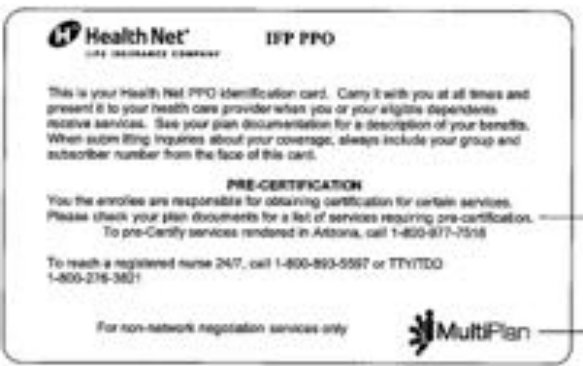 Health Net
LIFE INSURANCE COMPANY
IFP PPO
This is your Health Net PPO identification card. Carry it with you at all times and
present it to your health care provider when you or your eligible dependents
receive services. See your plan documentation for a description of your benefits.
When submitting inquiries about your coverage, always include your group and
subscriber number from the face of this card.
PRE-CERTIFICATION
You the enrollee are responsible for obtaining certification for certain services.
Please check your plan documents for a list of services requiring pre-certification.
To pre-Certify services rendered in Arizona, call 1-800-977-7518
To reach a registered nurse 24/7, call 1-800-893-5597 or TTY/TDD
1-800-276-3821
For non-network negotiation services only
MultiPlan